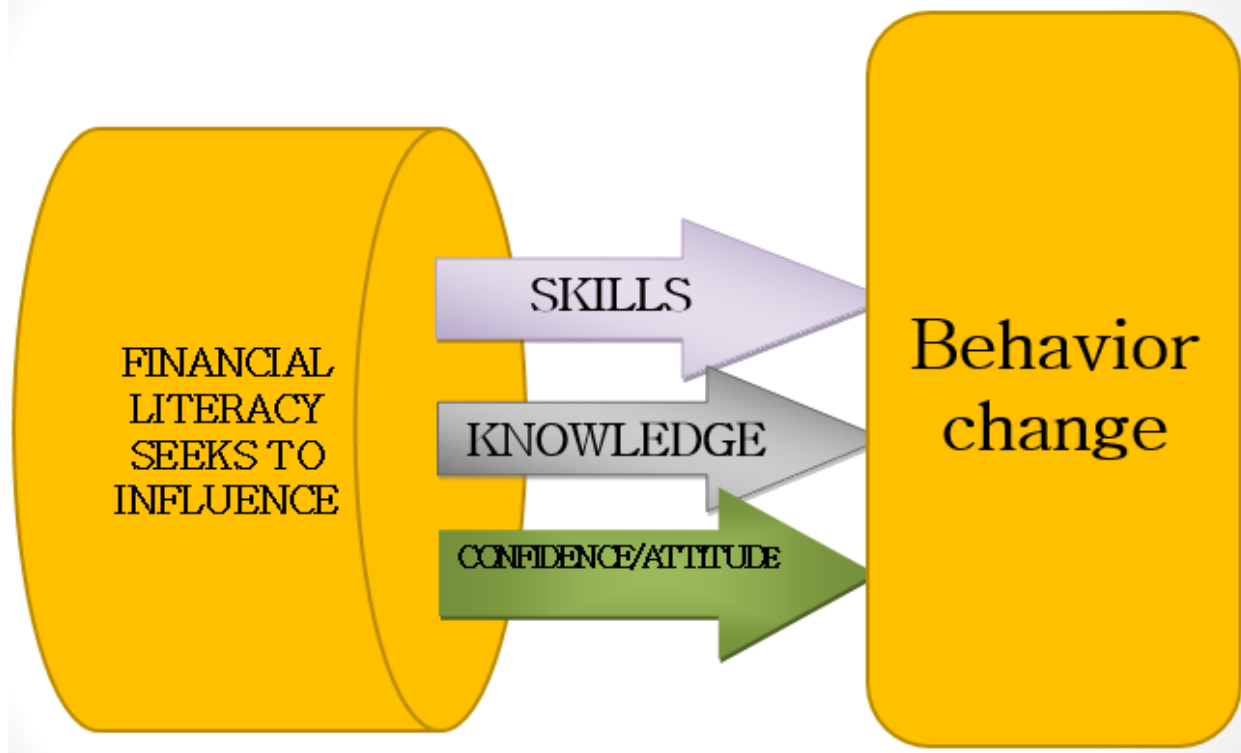 FINANCIAL
LITERACY
SEEKS TO
INFLUENCE
SKILLS
KNOWLEDGE
CONFIDENCE/ATTITUDE
Behavior
change